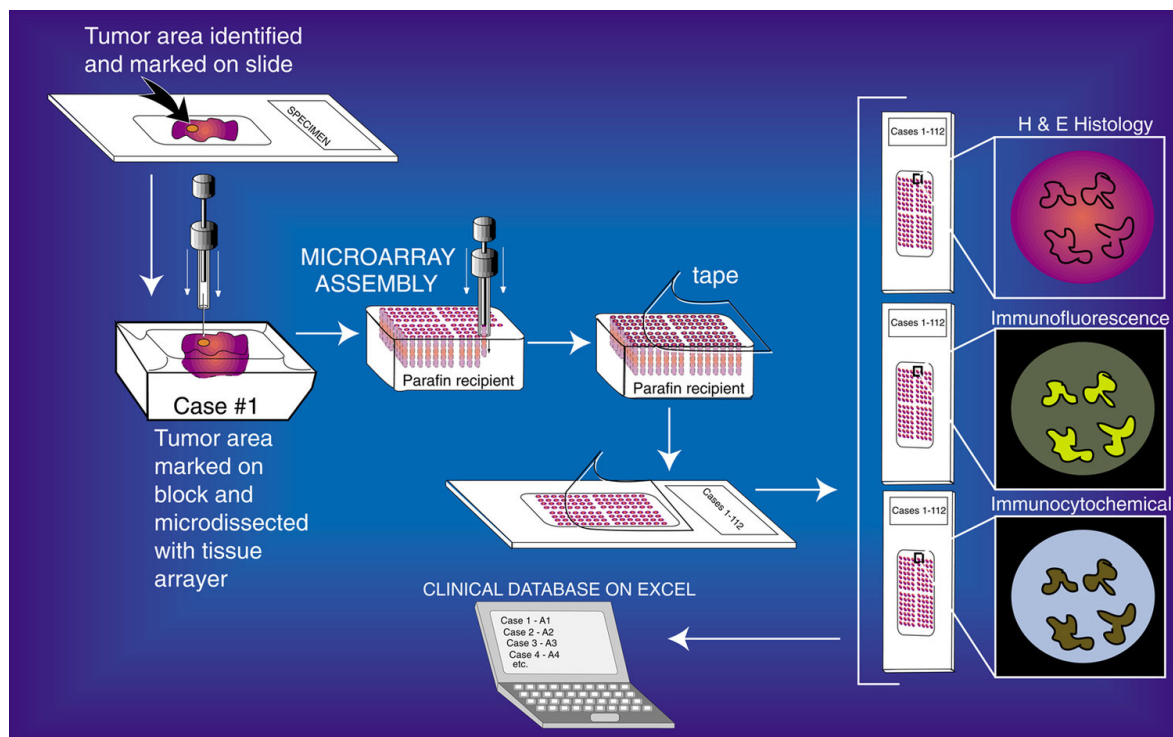 Tumor area identified
and marked on slide
SPECIMEN
Case #1
Tumor area
marked on
block and
microdissected
with tissue
arrayer
MICROARRAY
ASSEMBLY
Parafin recipient
tape
Parafin recipient
Cases 1-112
Cases 1-112
H & E Histology
Cases 1-112
Immunofluorescence
Cases 1-112
Immunocytochemical
CLINICAL DATABASE ON EXCEL
Case 1 - A1
Case 2 - A2
Case 3 - A3
Case 4 - A4
etc.